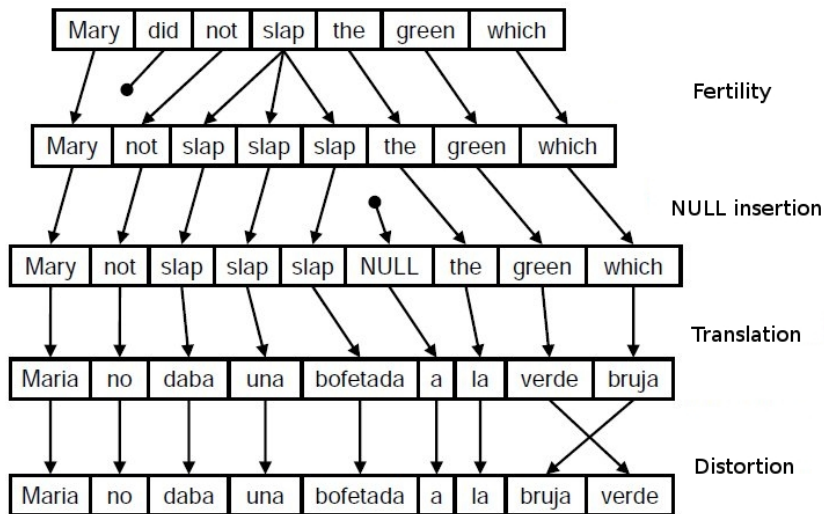 Mary did not slap the green which
Fertility
Mary not slap slap slap the green which
NULL insertion
Mary not slap slap slap NULL the green which
Translation
Maria no daba una bofetada a la verde bruja
Distortion
Maria no daba una bofetada a la bruja verde